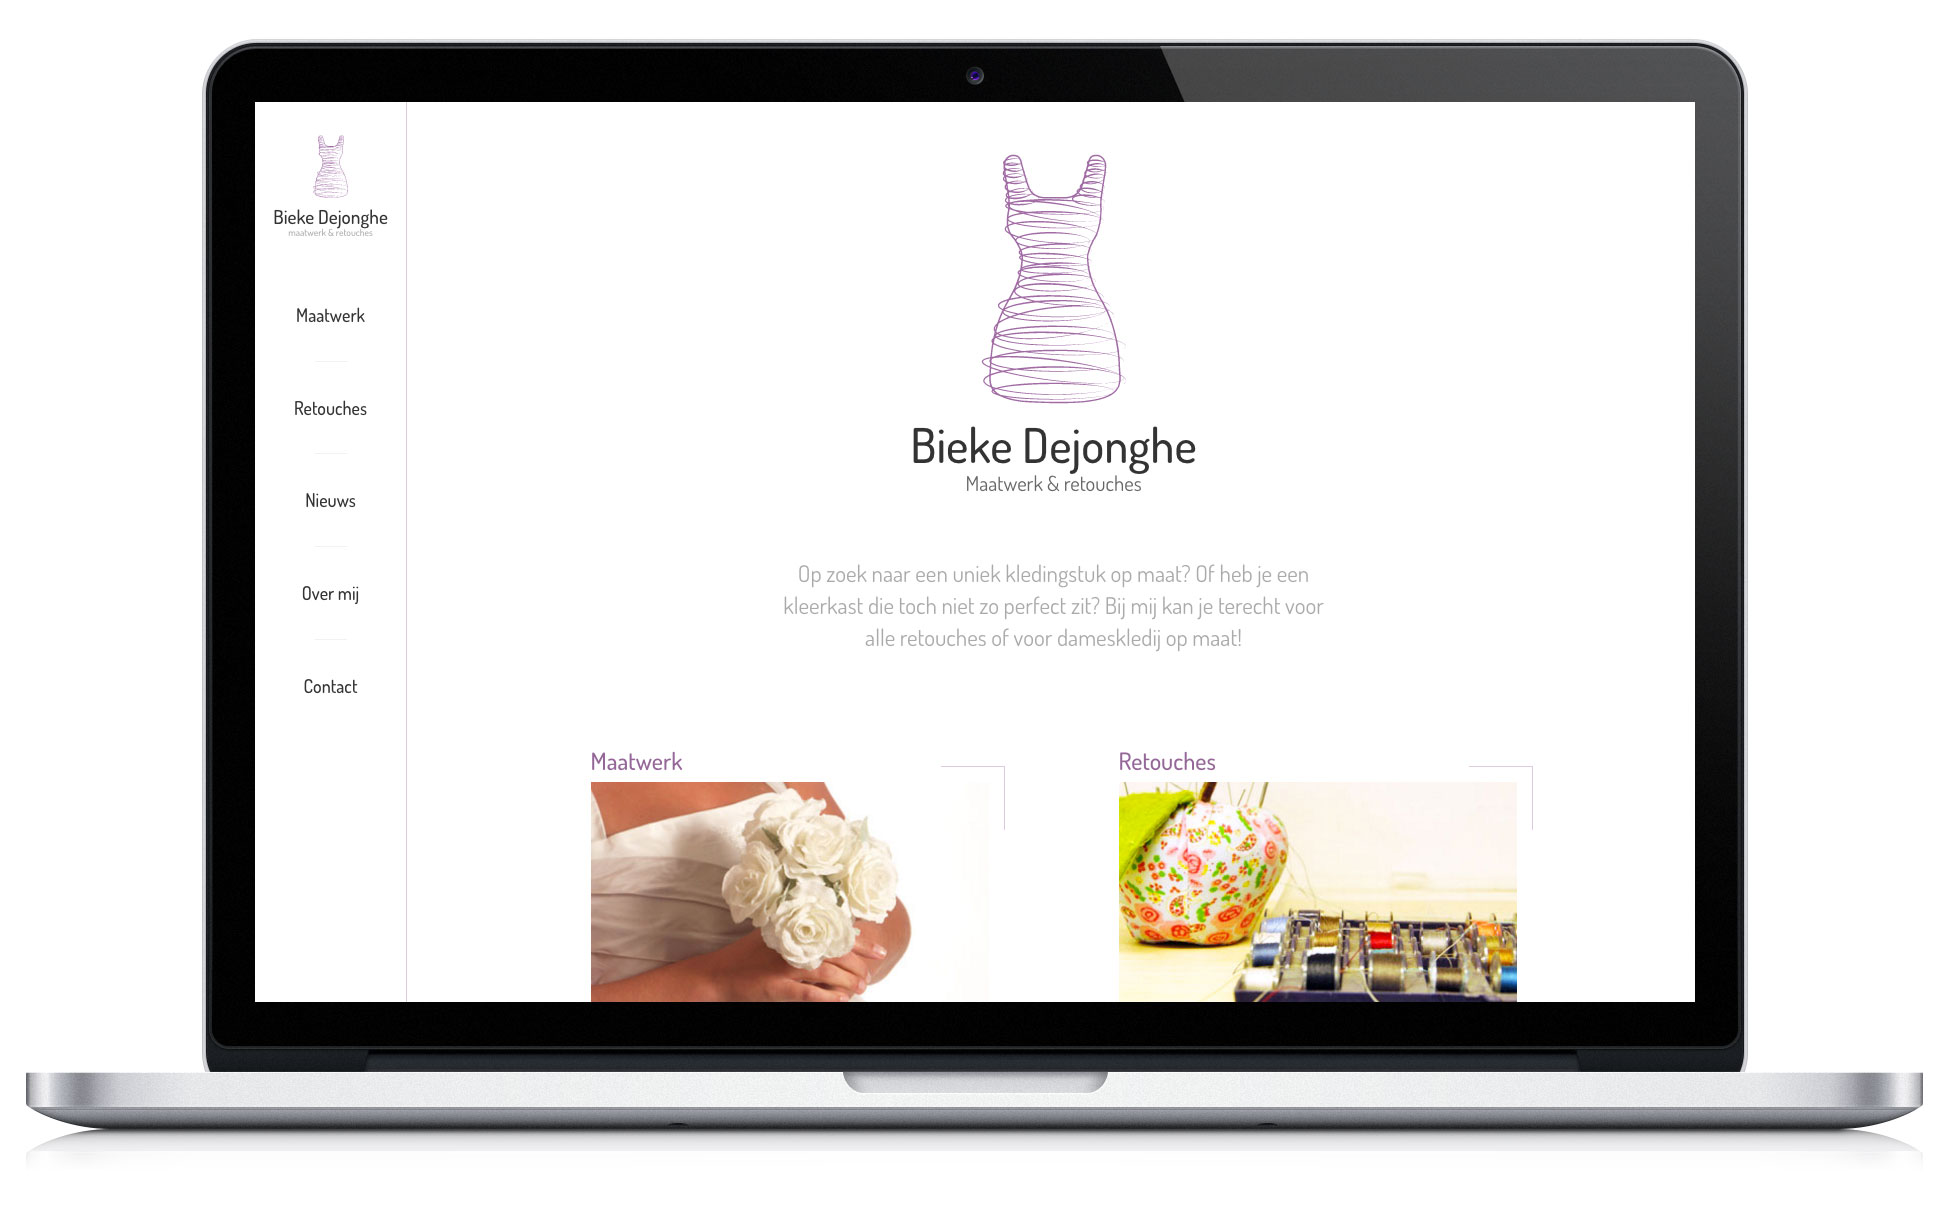 Bieke Dejonghe
maatwerk & retouches
Maatwerk
Retouches
Nieuws
Over mij
Contact
Bieke Dejonghe
Maatwerk & retouches
Op zoek naar een uniek kledingstuk op maat? Of heb je een
kleerkast die toch niet zo perfect zit? Bij mij kan je terecht voor
alle retouches of voor dameskledij op maat!
Maatwerk
Retouches